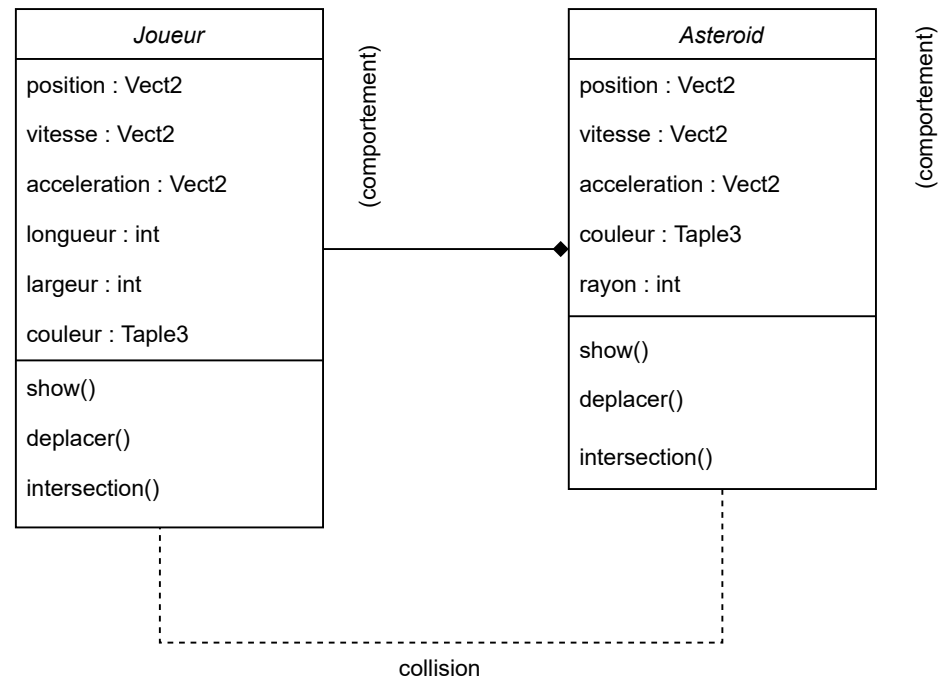 Joueur
position : Vect2
vitesse : Vect2
acceleration : Vect2
longueur : int
largeur : int
couleur : Taple3
show()
deplacer()
intersection()
(comportement)
Asteroid
position : Vect2
vitesse : Vect2
acceleration : Vect2
couleur : Taple3
rayon : int
show()
deplacer()
intersection()
(comportement)
collision